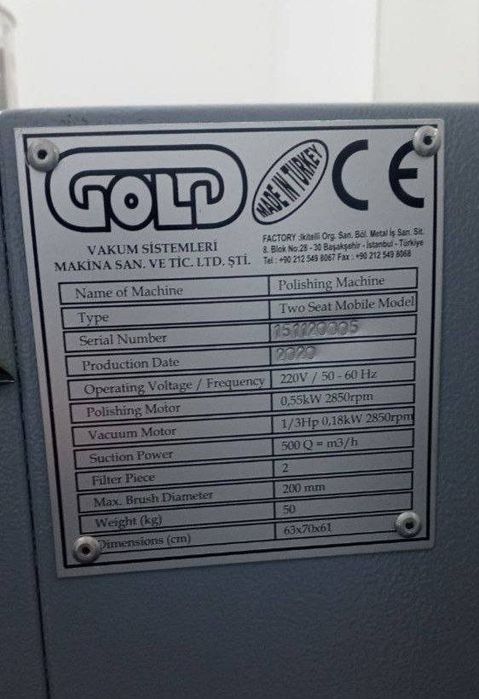 GOLD
MADE IN TURKEY
CE
VAKUM SİSTEMLERİ
MAKİNA SAN. VE TİC. LTD. ŞTİ.
FACTORY :İkitelli Org. San. Böl. Metal İş San. Sit.
8. Blok No.28 - 30 Başakşehir - İstanbul - Türkiye
Tel : +90 212 549 8067 Fax : +90 212 549 8068
Name of Machine Polishing Machine
Type Two Seat Mobile Model
Serial Number 151120005
Production Date 2020
Operating Voltage / Frequency 220V / 50 - 60 Hz
Polishing Motor 0,55kW 2850rpm
Vacuum Motor 1/3Hp 0,18kW 2850rpm
Suction Power 500 Q = m3/h
Filter Piece 2
Max. Brush Diameter 200 mm
Weight (kg) 50
Dimensions (cm) 63x70x61